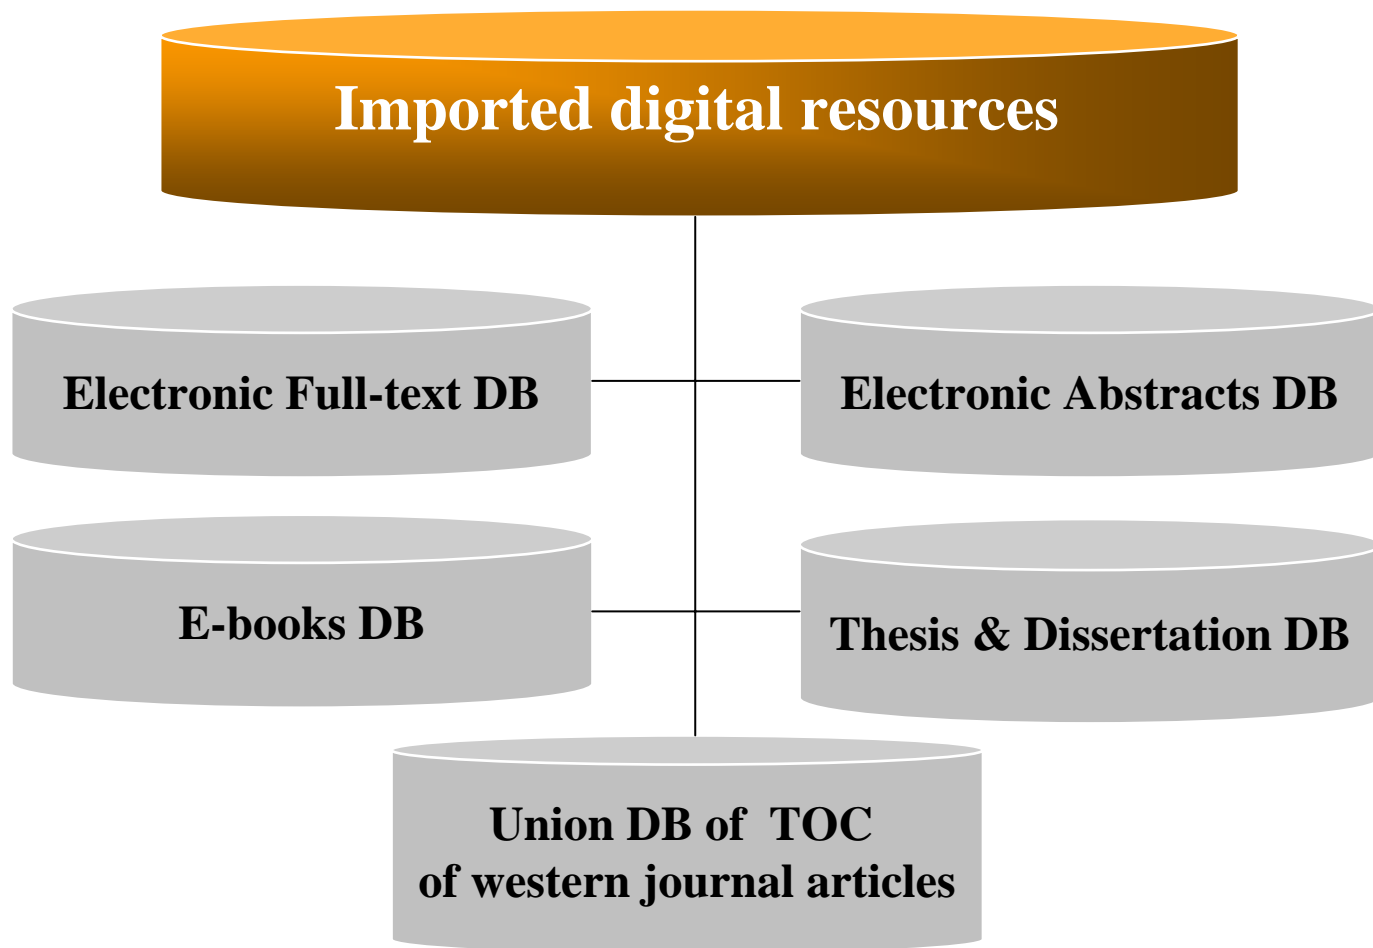 Imported digital resources
Electronic Full-text DB
Electronic Abstracts DB
E-books DB
Thesis & Dissertation DB
Union DB of TOC
of western journal articles